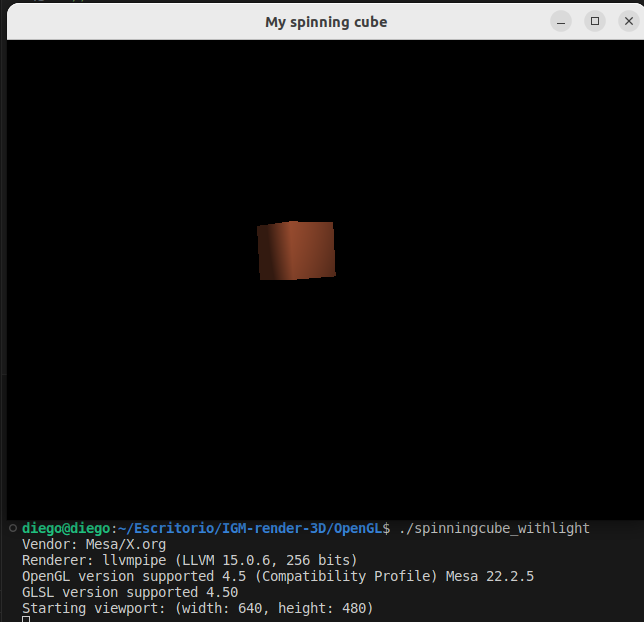 My spinning cube
diego@diego:~/Escritorio/IGM-render-3D/OpenGL$ ./spinningcube_withlight
Vendor: Mesa/X.org
Renderer: llvmpipe (LLVM 15.0.6, 256 bits)
OpenGL version supported 4.5 (Compatibility Profile) Mesa 22.2.5
GLSL version supported 4.50
Starting viewport: (width: 640, height: 480)